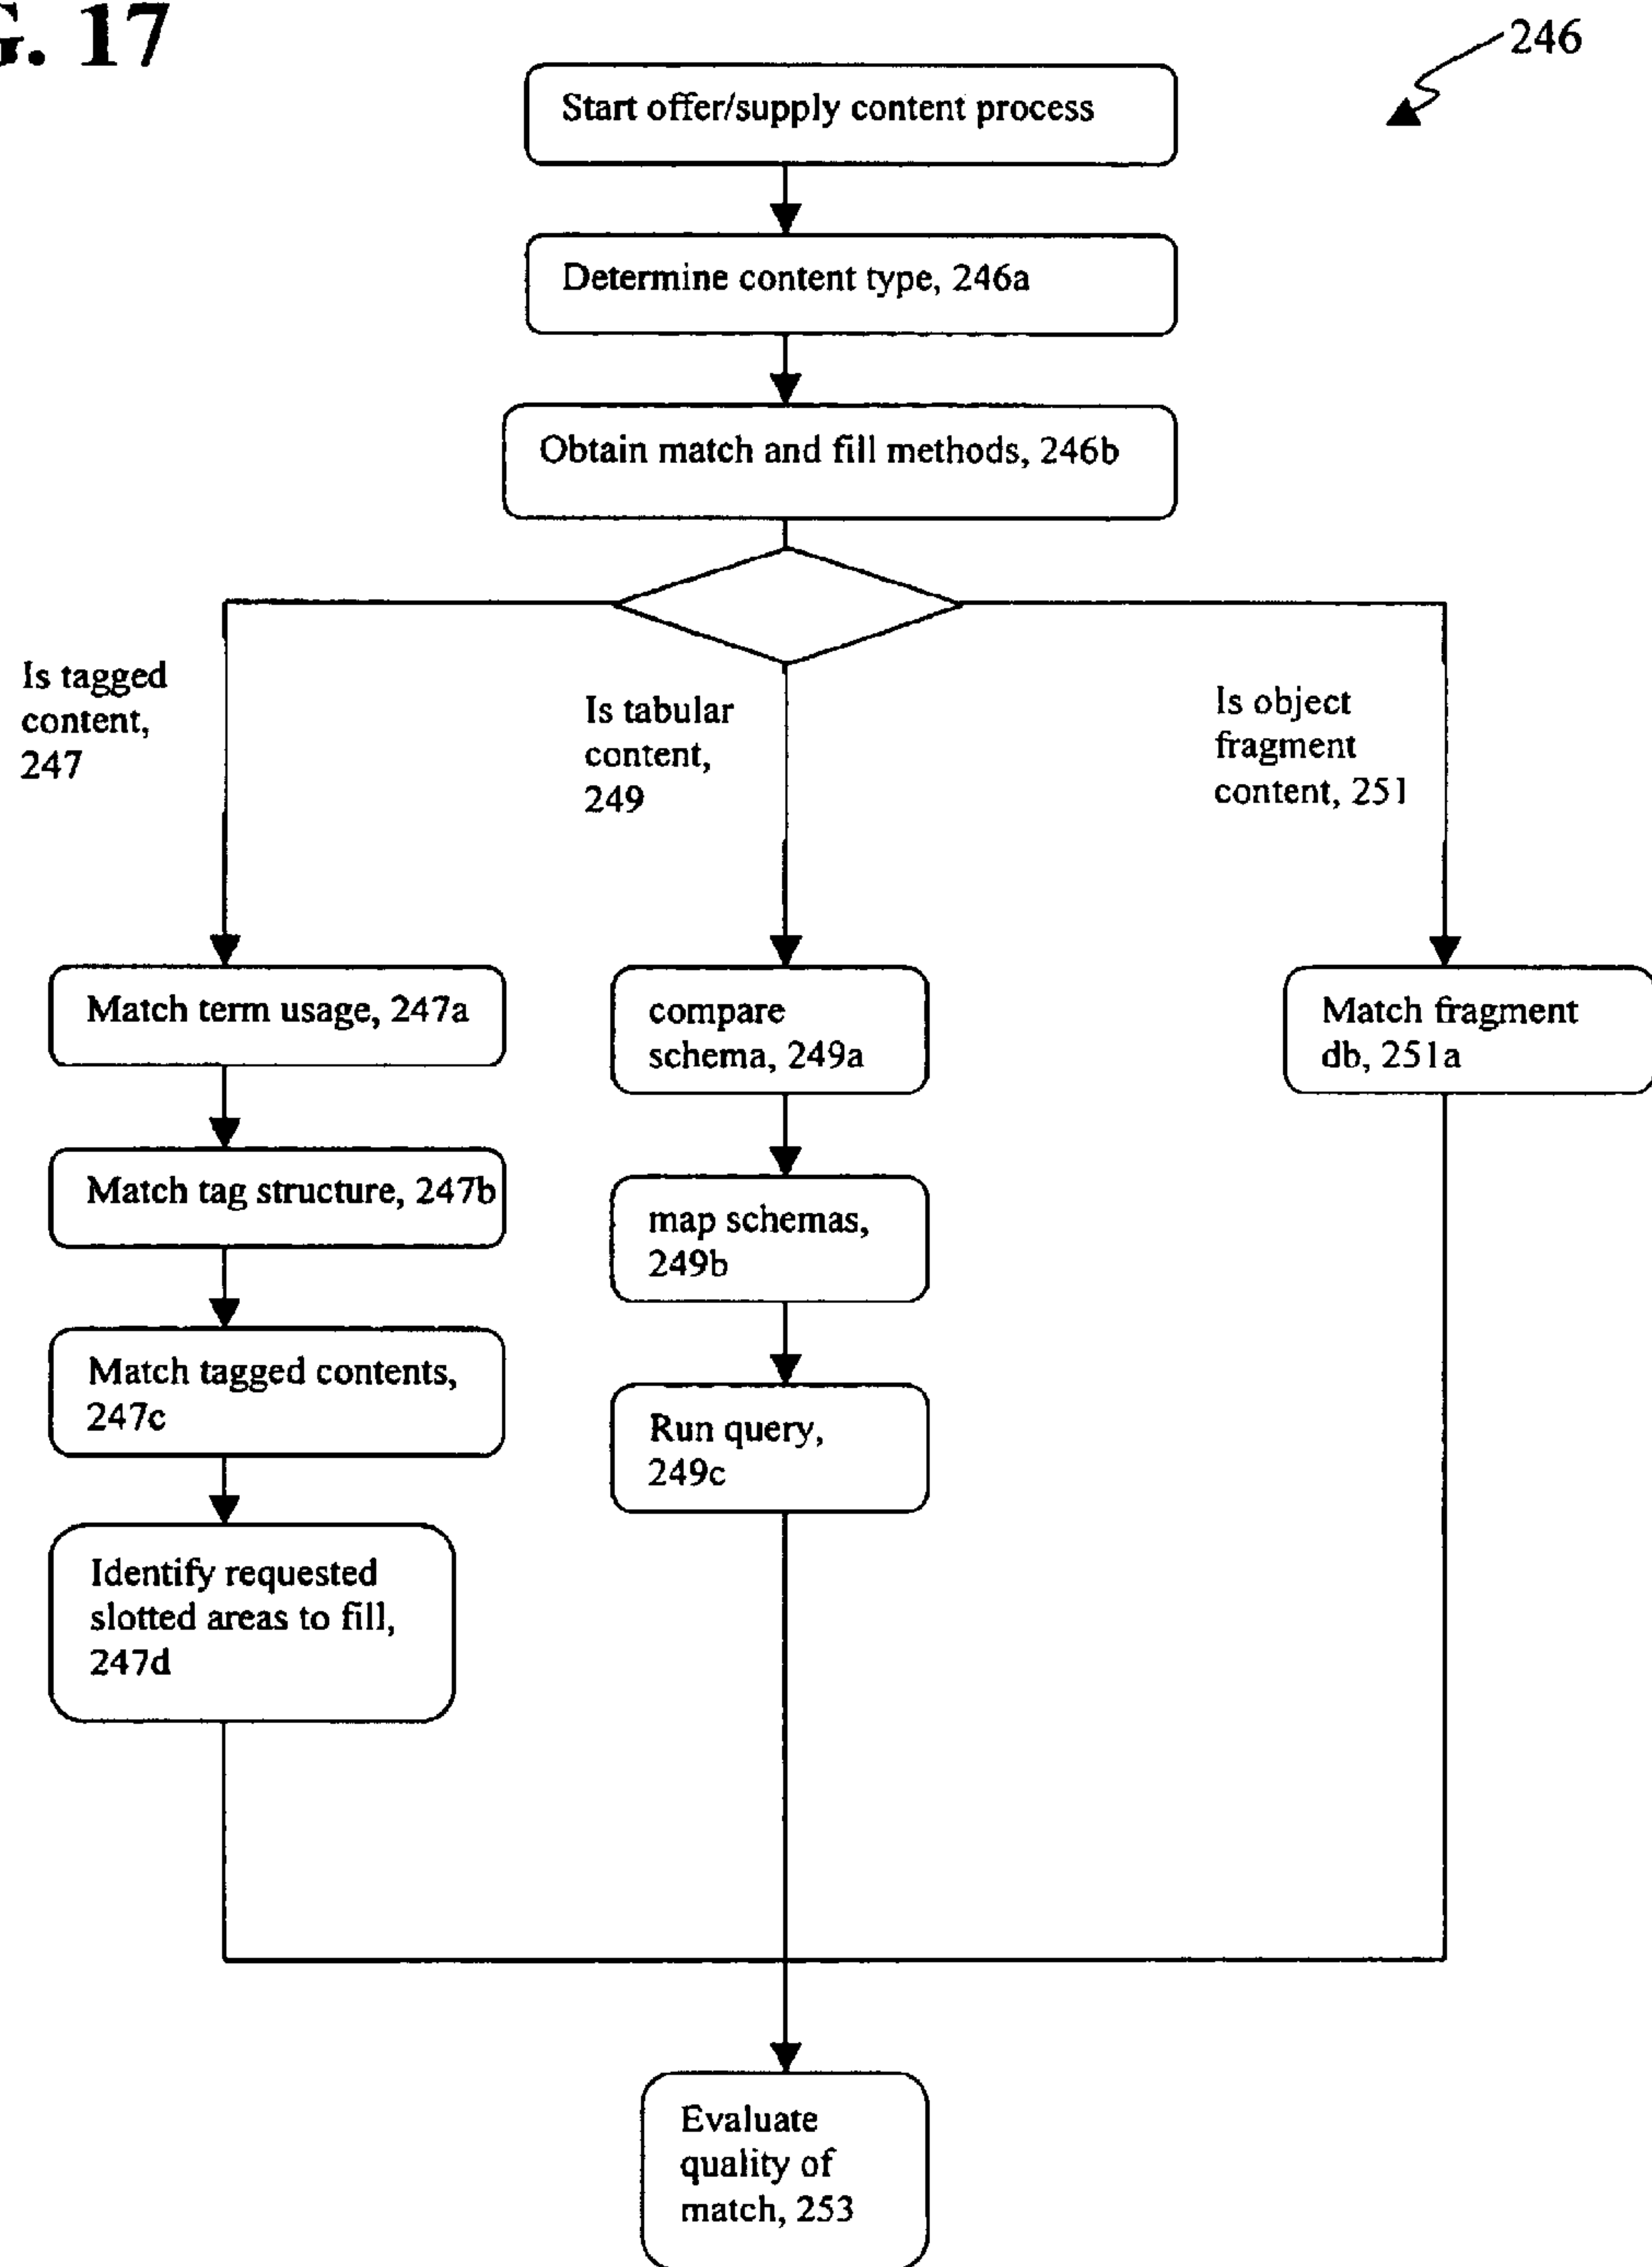 G. 17
246
Start offer/supply content process
Determine content type, 246a
Obtain match and fill methods, 246b
Is tagged
content,
247
Is tabular
content,
249
Is object
fragment
content, 251
Match term usage, 247a
Match tag structure, 247b
Match tagged contents,
247c
Identify requested
slotted areas to fill,
247d
compare
schema, 249a
map schemas,
249b
Run query,
249c
Match fragment
db, 251a
Evaluate
quality of
match, 253